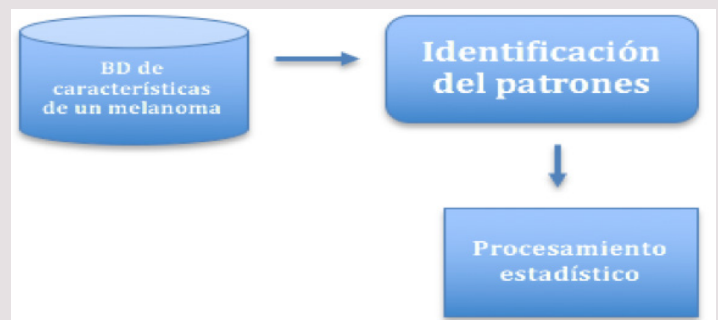 BD de
características
de un melanoma
Identificación
del patrones
Procesamiento
estadístico